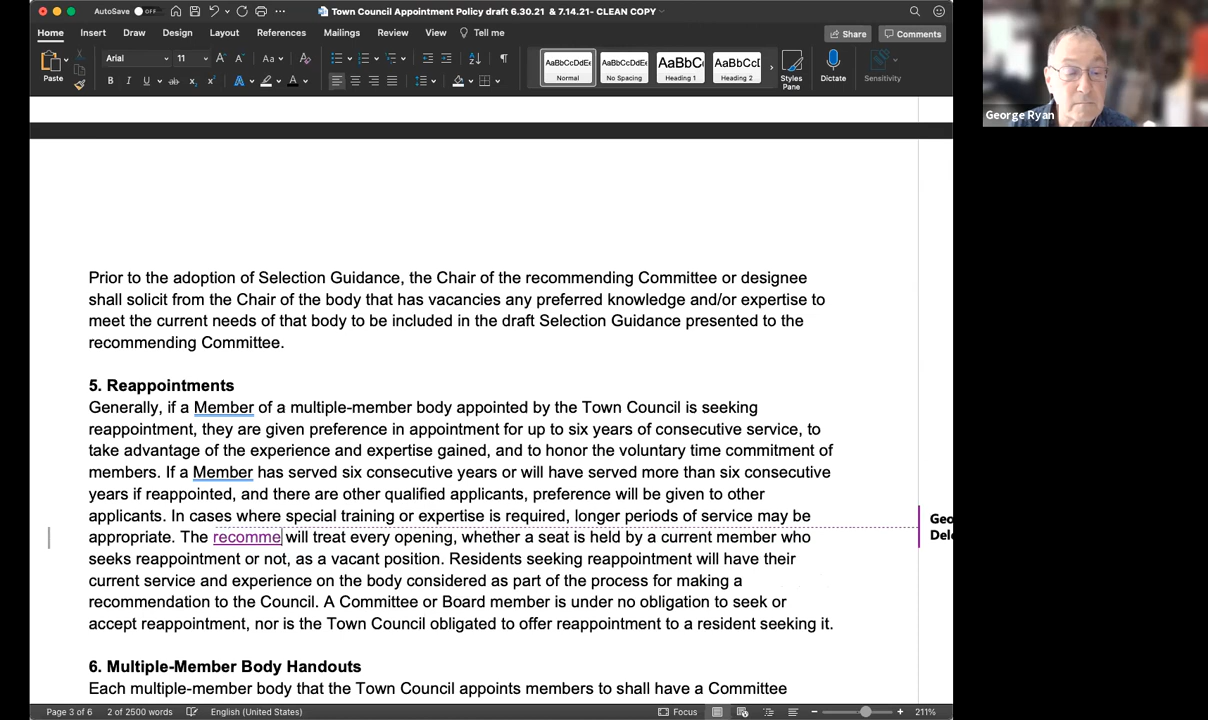 AutoSave OFF
Town Council Appointment Policy draft 6.30.21 & 7.14.21- CLEAN COPY
Home Insert Draw Design Layout References Mailings Review View Tell me
Share Comments
Paste
Arial 11
AaBbCcDdEe AaBbCcDdEe AaBbC AaBbCcD
Normal No Spacing Heading 1 Heading 2
Styles Pane
Dictate
Sensitivity
George Ryan
Prior to the adoption of Selection Guidance, the Chair of the recommending Committee or designee
shall solicit from the Chair of the body that has vacancies any preferred knowledge and/or expertise to
meet the current needs of that body to be included in the draft Selection Guidance presented to the
recommending Committee.
5. Reappointments
Generally, if a Member of a multiple-member body appointed by the Town Council is seeking
reappointment, they are given preference in appointment for up to six years of consecutive service, to
take advantage of the experience and expertise gained, and to honor the voluntary time commitment of
members. If a Member has served six consecutive years or will have served more than six consecutive
years if reappointed, and there are other qualified applicants, preference will be given to other
applicants. In cases where special training or expertise is required, longer periods of service may be
appropriate. The recomme will treat every opening, whether a seat is held by a current member who
seeks reappointment or not, as a vacant position. Residents seeking reappointment will have their
current service and experience on the body considered as part of the process for making a
recommendation to the Council. A Committee or Board member is under no obligation to seek or
accept reappointment, nor is the Town Council obligated to offer reappointment to a resident seeking it.
Geo
Del
6. Multiple-Member Body Handouts
Each multiple-member body that the Town Council appoints members to shall have a Committee
Page 3 of 6 2 of 2500 words English (United States) Focus 211%